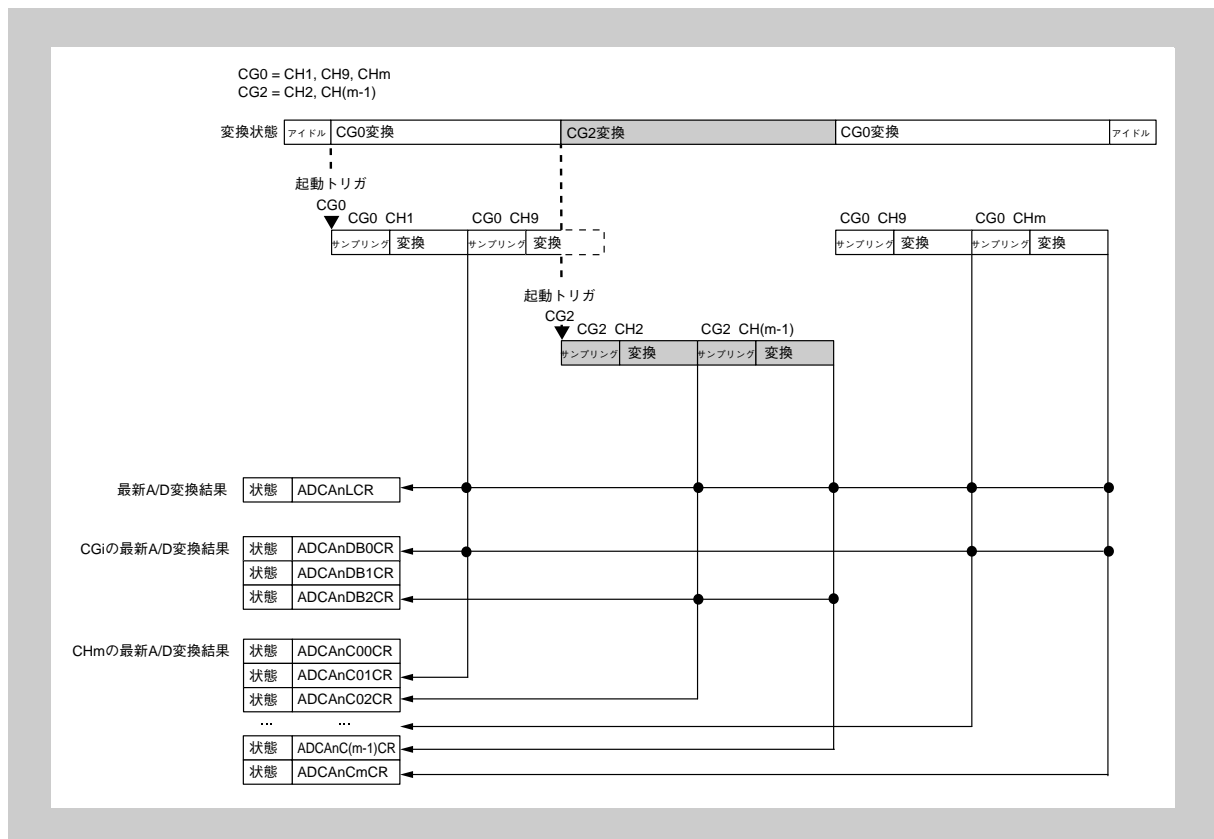 CG0 = CH1, CH9, CHm
CG2 = CH2, CH(m-1)
変換状態 アイドル CG0変換 CG2変換 CG0変換 アイドル
起動トリガ
CG0
CG0 CH1 CG0 CH9 CG0 CH9 CG0 CHm
サンプリング 変換 サンプリング 変換 サンプリング 変換 サンプリング 変換
起動トリガ
CG2
CG2 CH2 CG2 CH(m-1)
サンプリング 変換 サンプリング 変換
最新A/D変換結果 状態 ADCAnLCR
CGiの最新A/D変換結果 状態 ADCAnDB0CR
状態 ADCAnDB1CR
状態 ADCAnDB2CR
CHmの最新A/D変換結果 状態 ADCAnC00CR
状態 ADCAnC01CR
状態 ADCAnC02CR
... ...
状態 ADCAnC(m-1)CR
状態 ADCAnCmCR